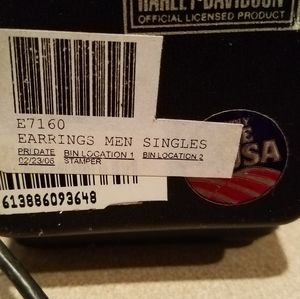 HARLEY-DAVIDSON
OFFICIAL LICENSED PRODUCT
E7160
EARRINGS MEN SINGLES
PRI DATE BIN LOCATION 1 BIN LOCATION 2
02/23/06 STAMPER
613886093648
USA